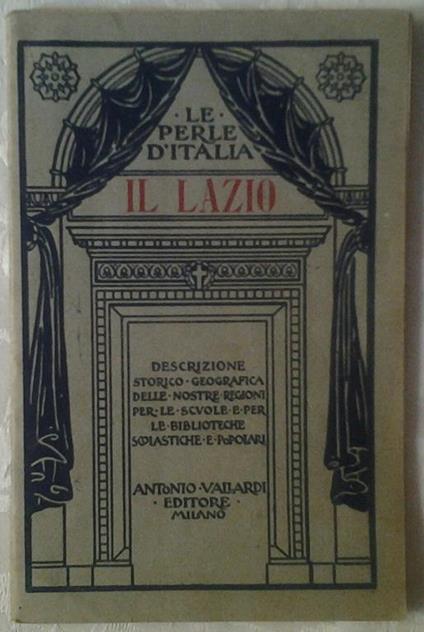 ·LE·
PERLE
D'ITALIA
IL LAZIO
DESCRIZIONE
STORICO·GEOGRAFICA
DELLE·NOSTRE·REGIONI
PER·LE·SCVOLE·E·PER
LE·BIBLIOTECHE
SCOLASTICHE·E·POPOLARI
ANTONIO·VALLARDI
·EDITORE·
MILANO